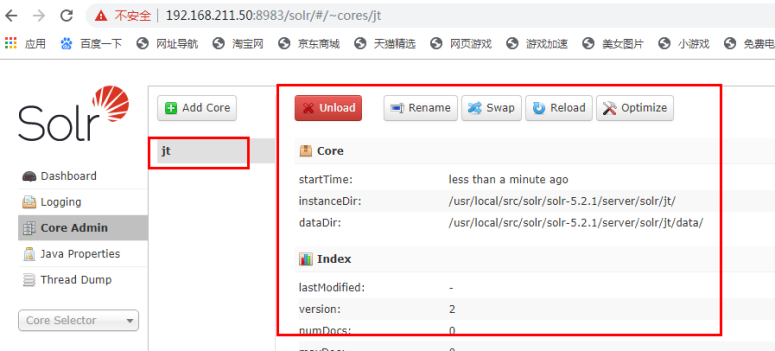 不安全 | 192.168.211.50:8983/solr/#/~cores/jt
应用 百度一下 网址导航 淘宝网 京东商城 天猫精选 网页游戏 游戏加速 美女图片 小游戏 免费电
Solr
Dashboard
Logging
Core Admin
Java Properties
Thread Dump
Core Selector
Add Core
jt
Unload Rename Swap Reload Optimize
Core
startTime: less than a minute ago
instanceDir: /usr/local/src/solr/solr-5.2.1/server/solr/jt/
dataDir: /usr/local/src/solr/solr-5.2.1/server/solr/jt/data/
Index
lastModified: -
version: 2
numDocs: 0